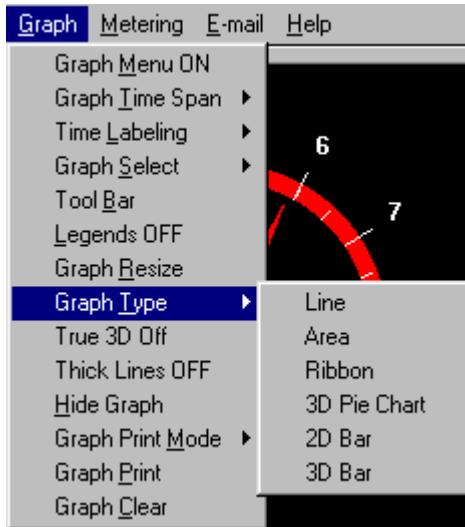 Graph Metering E-mail Help
Graph Menu ON
Graph Time Span
Time Labeling
Graph Select
Tool Bar
Legends OFF
Graph Resize
Graph Type
True 3D Off
Thick Lines OFF
Hide Graph
Graph Print Mode
Graph Print
Graph Clear
6
7
Line
Area
Ribbon
3D Pie Chart
2D Bar
3D Bar